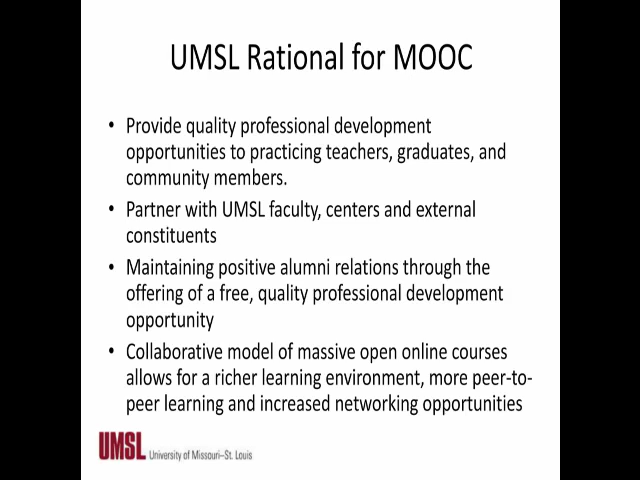 UMSL Rational for MOOC
• Provide quality professional development
opportunities to practicing teachers, graduates, and
community members.
• Partner with UMSL faculty, centers and external
constituents
• Maintaining positive alumni relations through the
offering of a free, quality professional development
opportunity
• Collaborative model of massive open online courses
allows for a richer learning environment, more peer-to-
peer learning and increased networking opportunities
UMSL University of Missouri–St. Louis